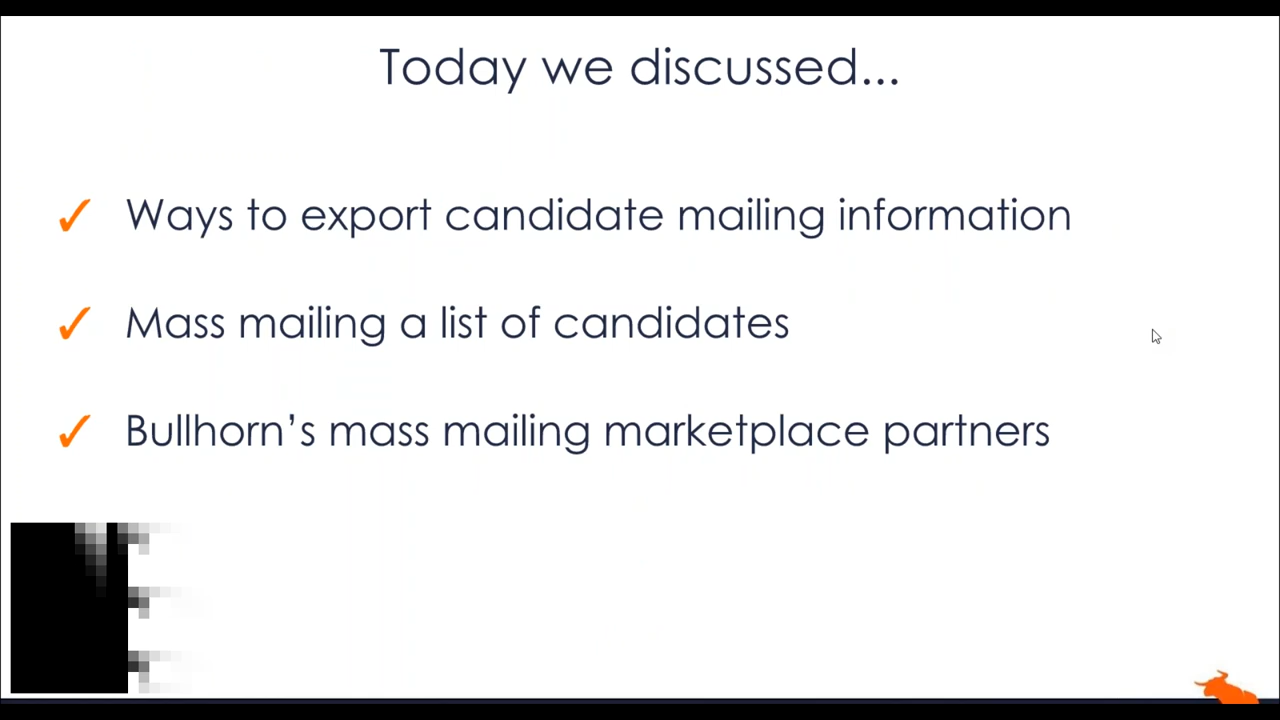 Today we discussed...
✓ Ways to export candidate mailing information
✓ Mass mailing a list of candidates
✓ Bullhorn’s mass mailing marketplace partners